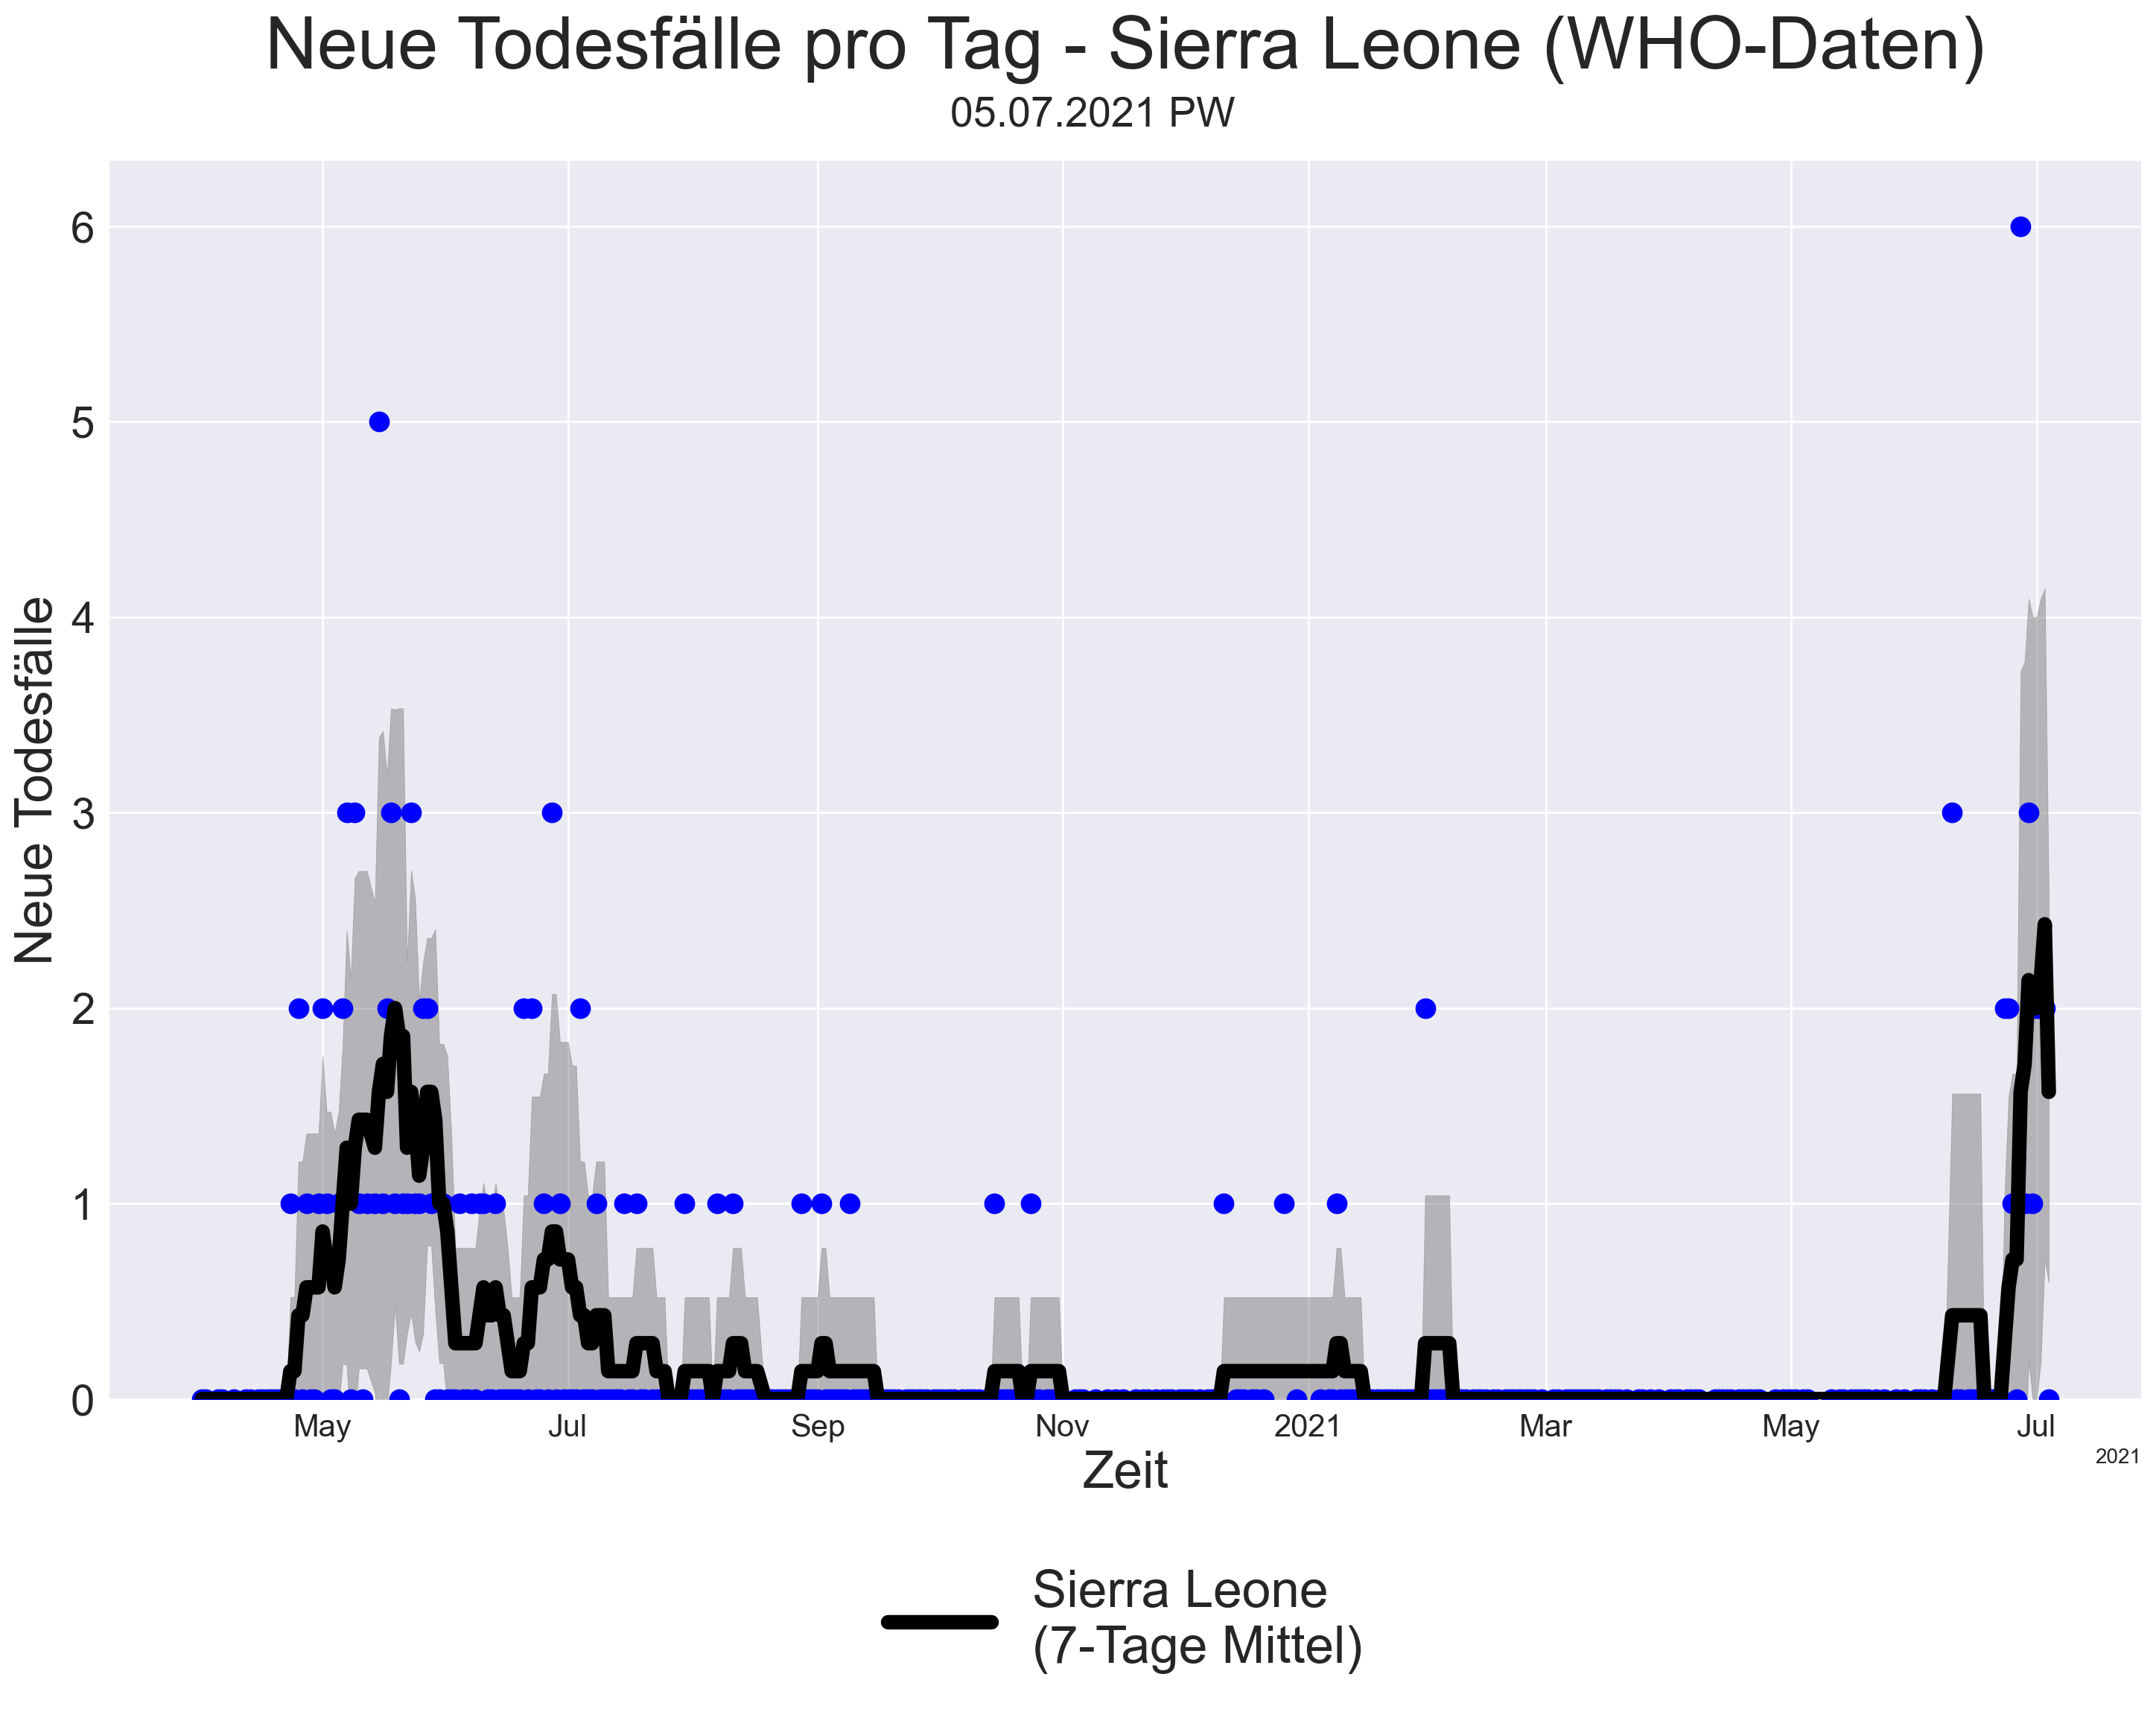 Neue Todesfälle pro Tag - Sierra Leone (WHO-Daten)
05.07.2021 PW
Neue Todesfälle
6
5
4
3
2
1
0
May Jul Sep Nov 2021 Mar May Jul
2021
Zeit
Sierra Leone
(7-Tage Mittel)